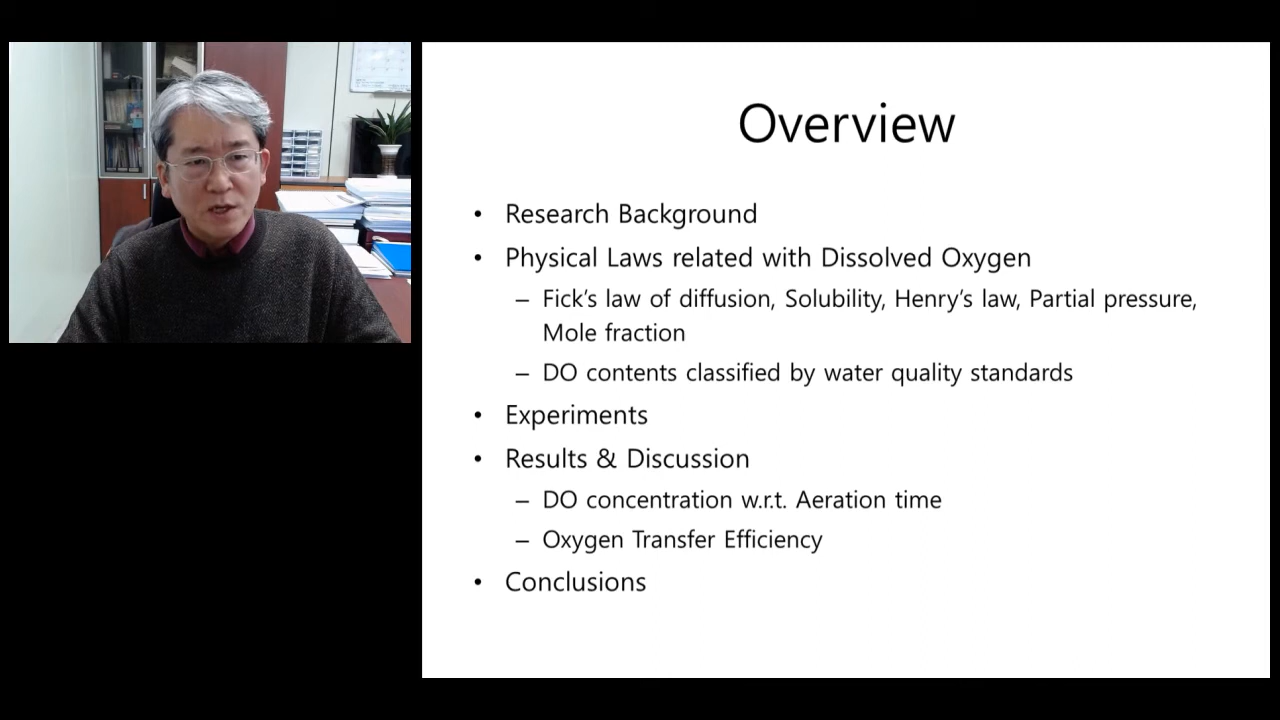 Overview
• Research Background
• Physical Laws related with Dissolved Oxygen
– Fick's law of diffusion, Solubility, Henry's law, Partial pressure,
Mole fraction
– DO contents classified by water quality standards
• Experiments
• Results & Discussion
– DO concentration w.r.t. Aeration time
– Oxygen Transfer Efficiency
• Conclusions